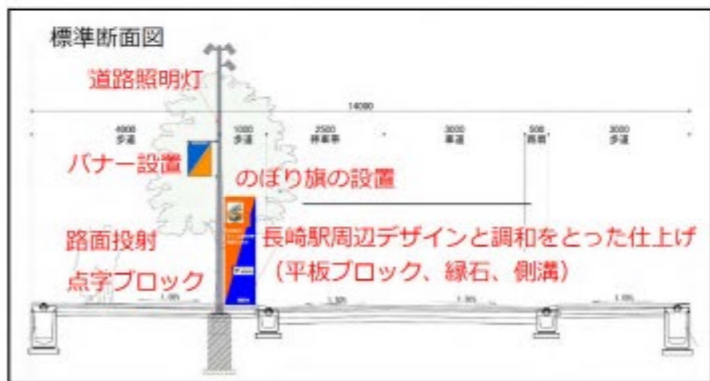 標準断面図
道路照明灯
14000
4000
歩道
1000
歩道
2500
停車帯
3000
車道
500
路肩
3000
歩道
バナー設置
のぼり旗の設置
路面投射
長崎駅周辺デザインと調和をとった仕上げ
点字ブロック
(平板ブロック、縁石、側溝)